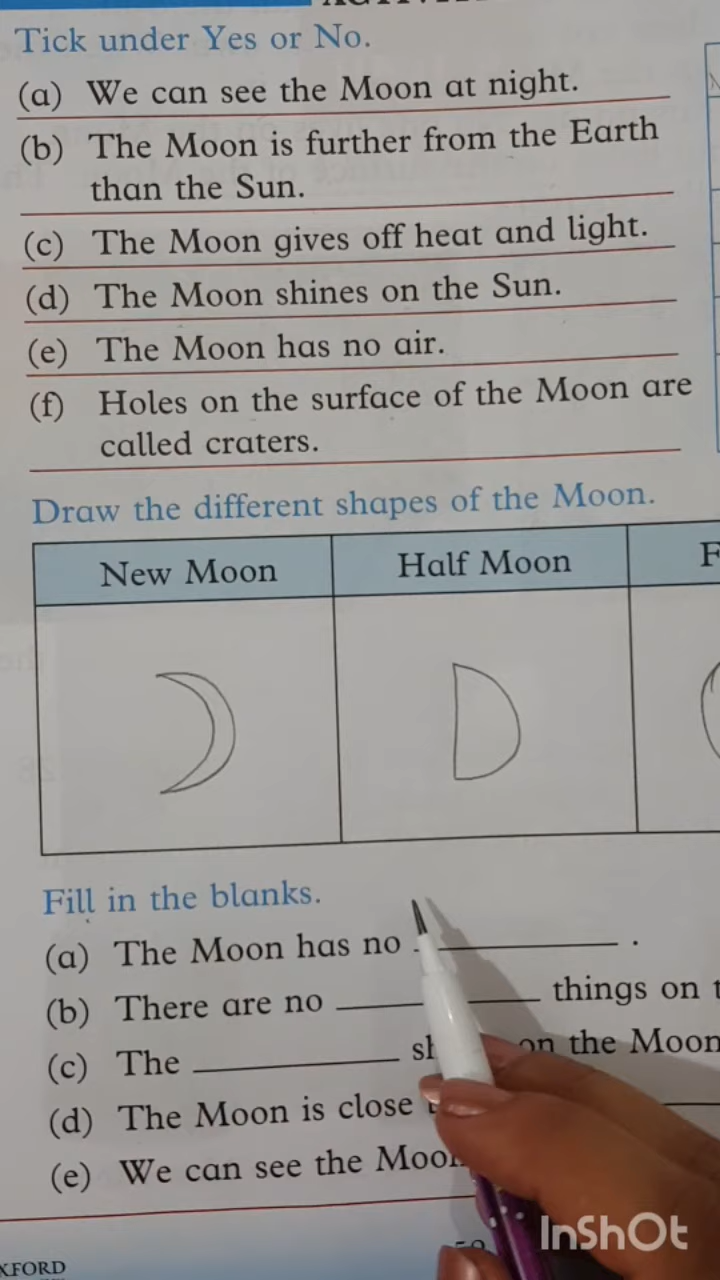 Tick under Yes or No.
(a) We can see the Moon at night.
(b) The Moon is further from the Earth
than the Sun.
(c) The Moon gives off heat and light.
(d) The Moon shines on the Sun.
(e) The Moon has no air.
(f) Holes on the surface of the Moon are
called craters.
Draw the different shapes of the Moon.
New Moon Half Moon F
Fill in the blanks.
(a) The Moon has no .
(b) There are no things on
(c) The on the Moon
(d) The Moon is close
(e) We can see the
InShOt